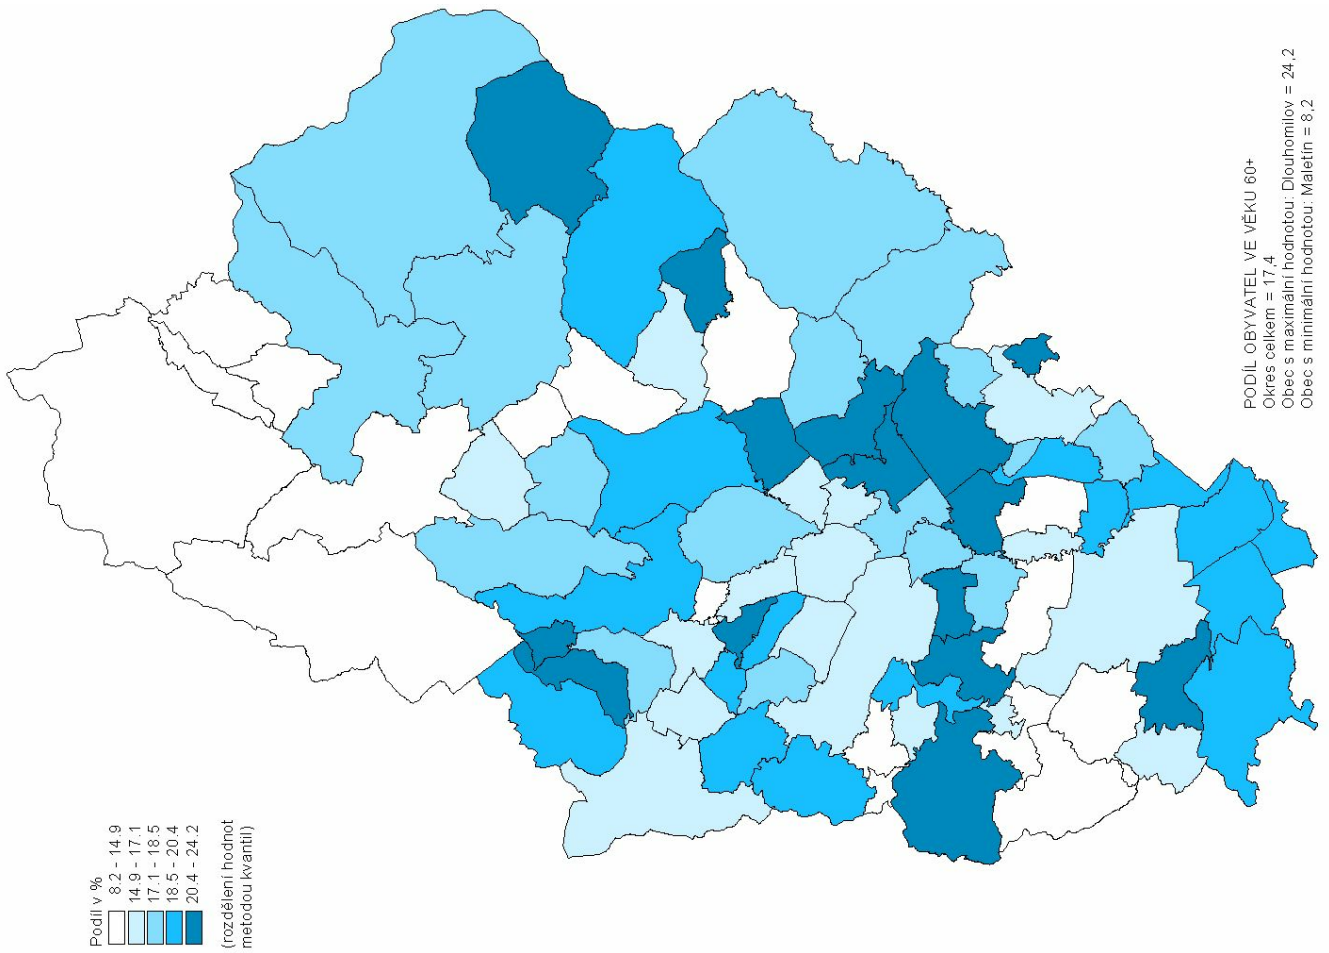 PODÍL OBYVATEL VE VĚKU 60+
Okres celkem = 17,4
Obec s maximální hodnotou: Dlouhomilov = 24,2
Obec s minimální hodnotou: Maletín = 8,2
Podíl v %
8.2 - 14.9
14.9 - 17.1
17.1 - 18.5
18.5 - 20.4
20.4 - 24.2
(rozdělení hodnot
metodou kvantil)